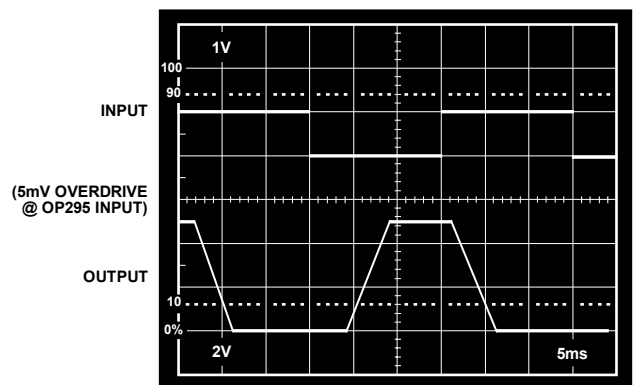 1V
100
90
INPUT
(5mV OVERDRIVE
@ OP295 INPUT)
OUTPUT
10
0%
2V
5ms